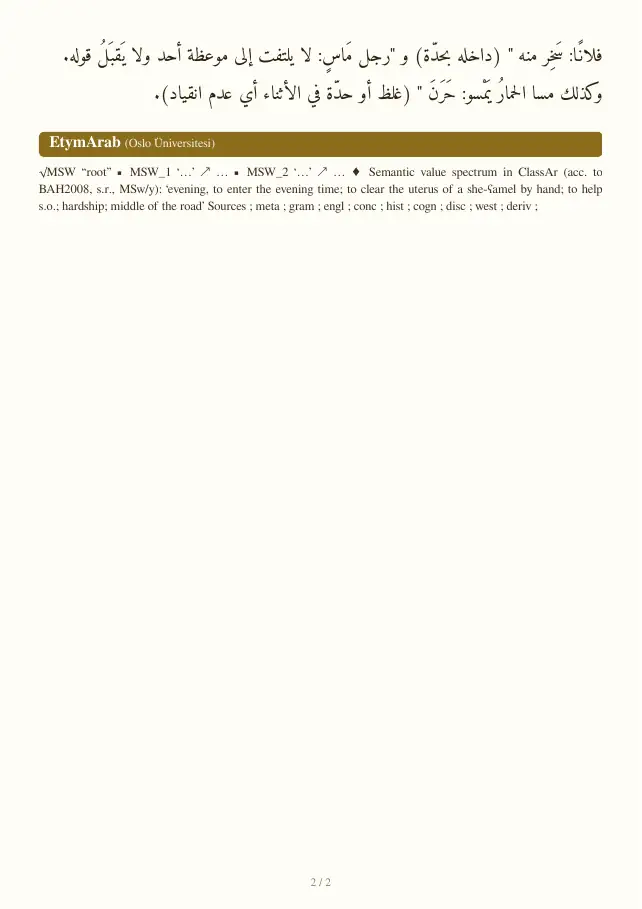 فلانًا: سَخِر منه " (داخله بحدّة) و "رجل مَاسٍ: لا يلتفت إلى موعظة أحد ولا يَقبَلُ قوله.
وكذلك مسا الحمارُ يَمْسو: حَرَنَ " (غلظ أو حدّة في الأثناء أي عدم انقياد).
EtymArab (Oslo Üniversitesi)
√MSW “root” ▪ MSW_1 ‘…’ ↗ … ▪ MSW_2 ‘…’ ↗ … ♦ Semantic value spectrum in ClassAr (acc. to
BAH2008, s.r., MSw/y): ‘evening, to enter the evening time; to clear the uterus of a she-ʕamel by hand; to help
s.o.; hardship; middle of the road’ Sources ; meta ; gram ; engl ; conc ; hist ; cogn ; disc ; west ; deriv ;
2 / 2